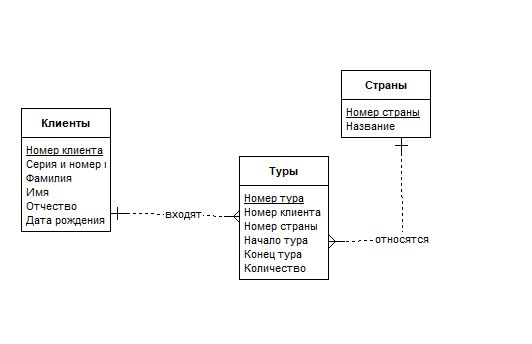 Клиенты
Номер клиента
Серия и номер
Фамилия
Имя
Отчество
Дата рождения
входят
Туры
Номер тура
Номер клиента
Номер страны
Начало тура
Конец тура
Количество
Страны
Номер страны
Название
относятся